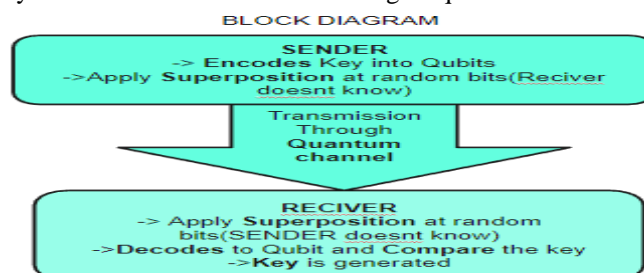 BLOCK DIAGRAM
SENDER
-> Encodes Key into Qubits
->Apply Superposition at random bits(Reciver
doesnt know)
Transmission
Through
Quantum
channel
RECIVER
-> Apply Superposition at random
bits(SENDER doesnt know)
->Decodes to Qubit and Compare the key
->Key is generated